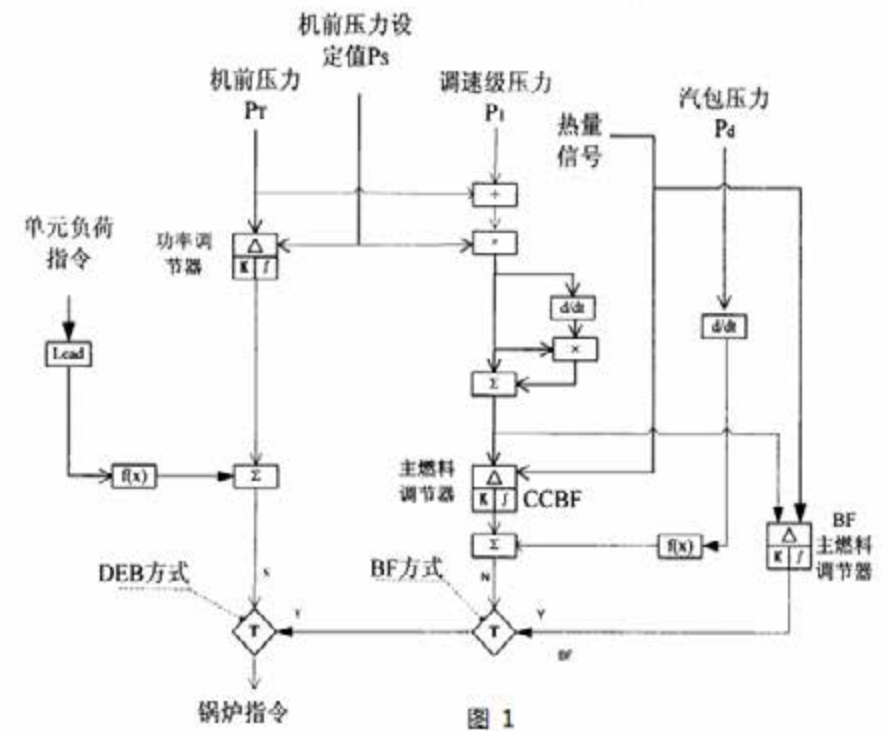 机前压力设
定值Ps
机前压力
PT
调速级压力
P1
热量
信号
汽包压力
Pd
÷
单元负荷
指令
功率调
节器
△
K ∫
×
d/dt
Lead
d/dt
×
Σ
f(x)
Σ
主燃料
调节器
△
K ∫
CCBF
Σ
f(x)
△
K ∫
BF
主燃料
调节器
DEB方式
BF方式
N
N
T
Y
T
Y
BF
锅炉指令
图 1